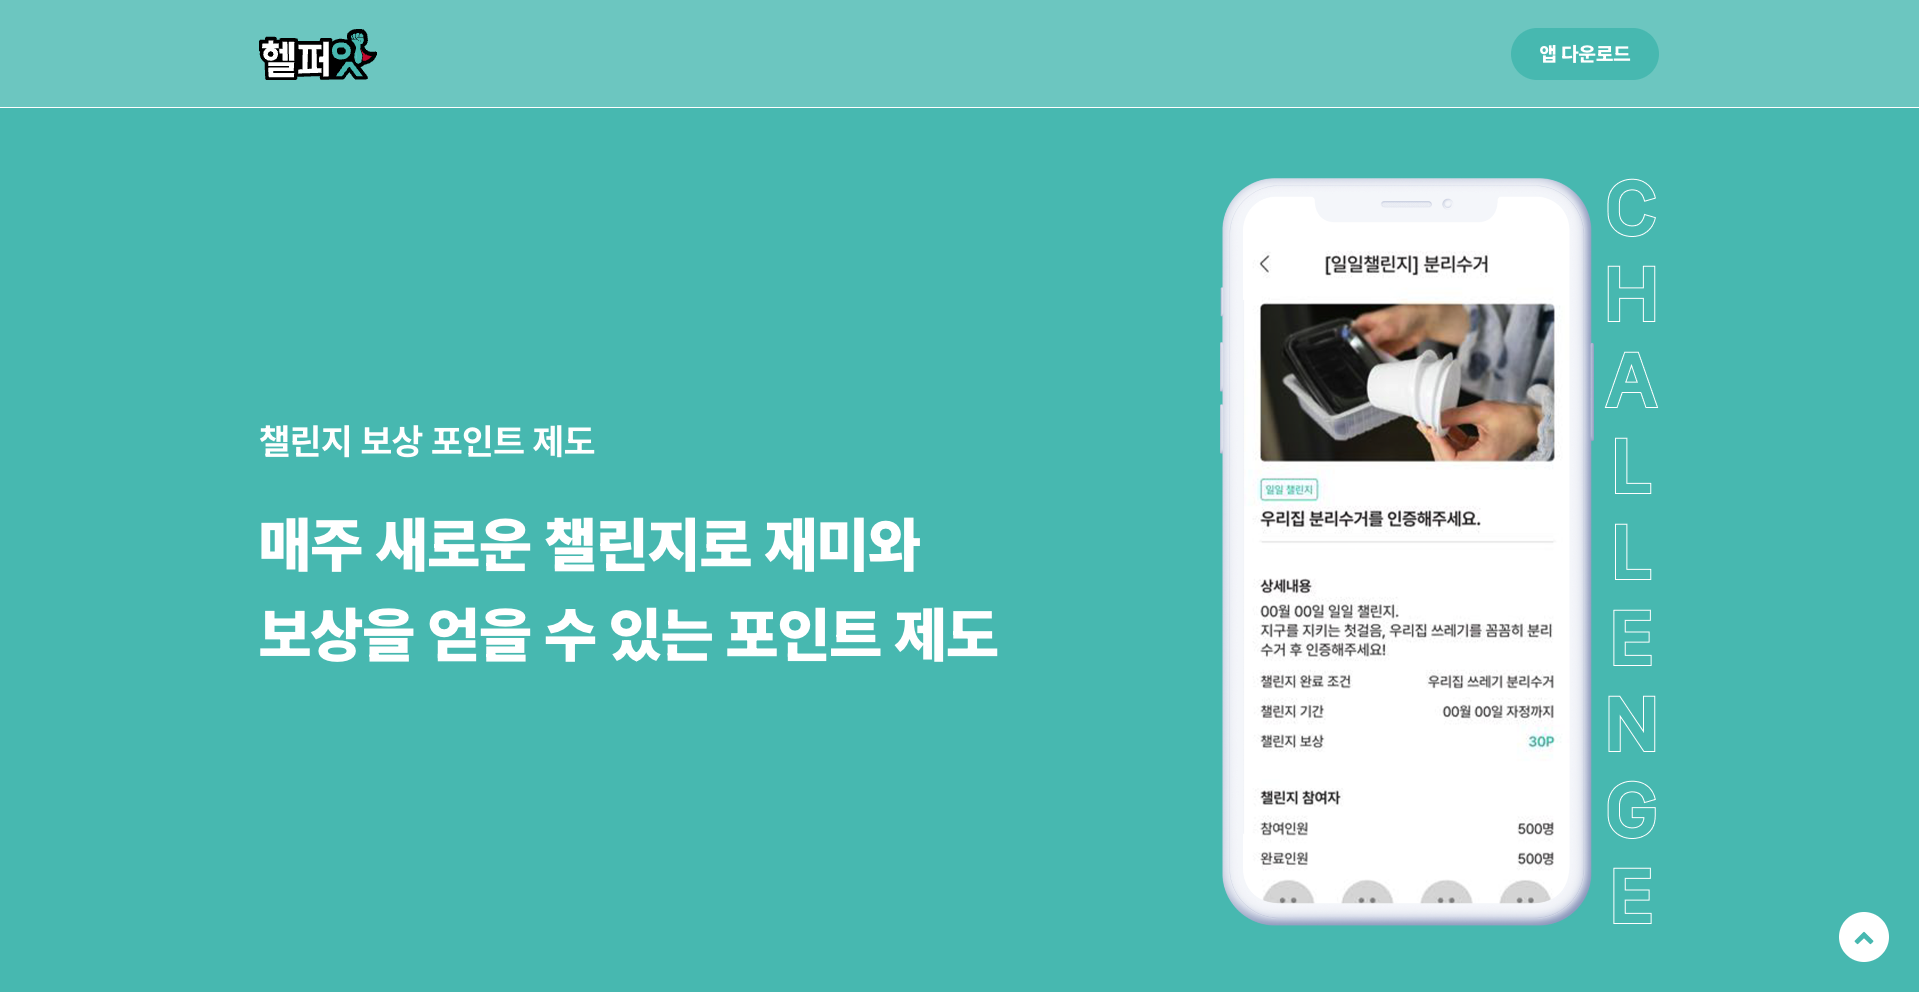 헬퍼잇
앱 다운로드
챌린지 보상 포인트 제도
매주 새로운 챌린지로 재미와
보상을 얻을 수 있는 포인트 제도
[일일챌린지] 분리수거
일일 챌린지
우리집 분리수거를 인증해주세요.
상세내용
00월 00일 일일 챌린지.
지구를 지키는 첫걸음, 우리집 쓰레기를 꼼꼼히 분리
수거 후 인증해주세요!
챌린지 완료 조건 우리집 쓰레기 분리수거
챌린지 기간 00월 00일 자정까지
챌린지 보상 30P
챌린지 참여자
참여인원 500명
완료인원 500명
CHALLENGE